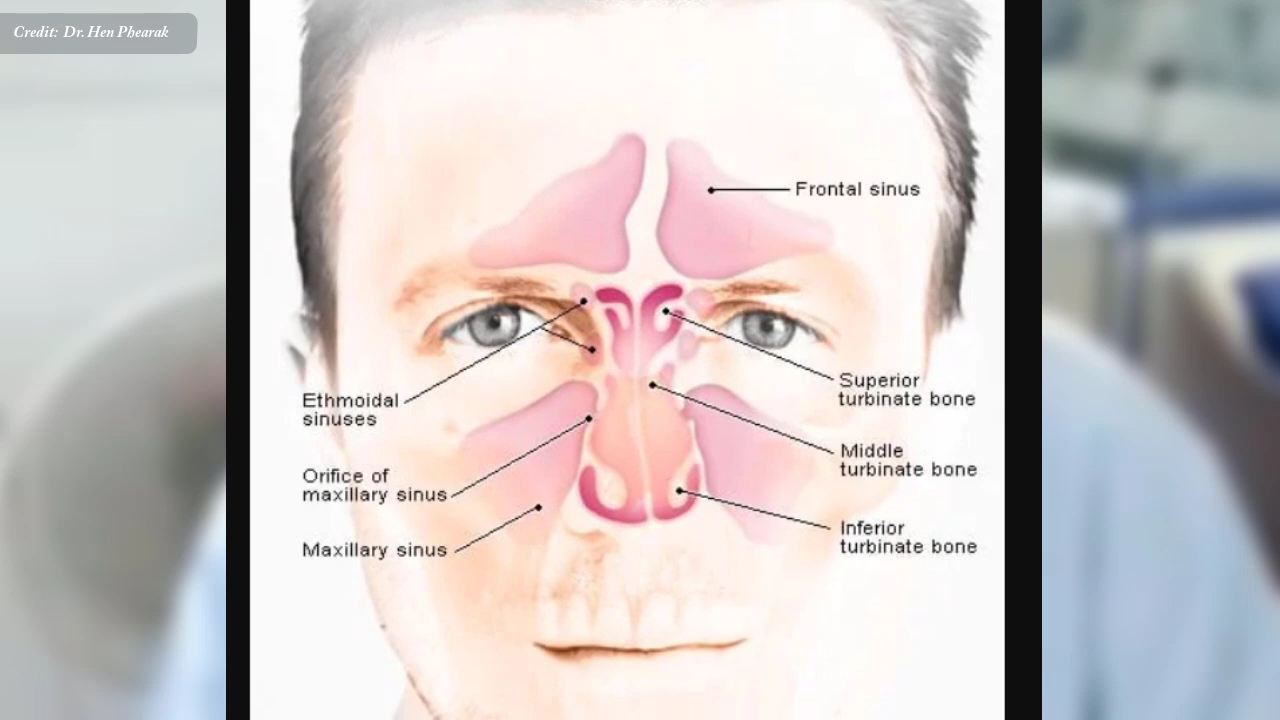 Credit: Dr. Hen Phearak
Frontal sinus
Ethmoidal
sinuses
Superior
turbinate bone
Middle
turbinate bone
Orifice of
maxillary sinus
Inferior
turbinate bone
Maxillary sinus